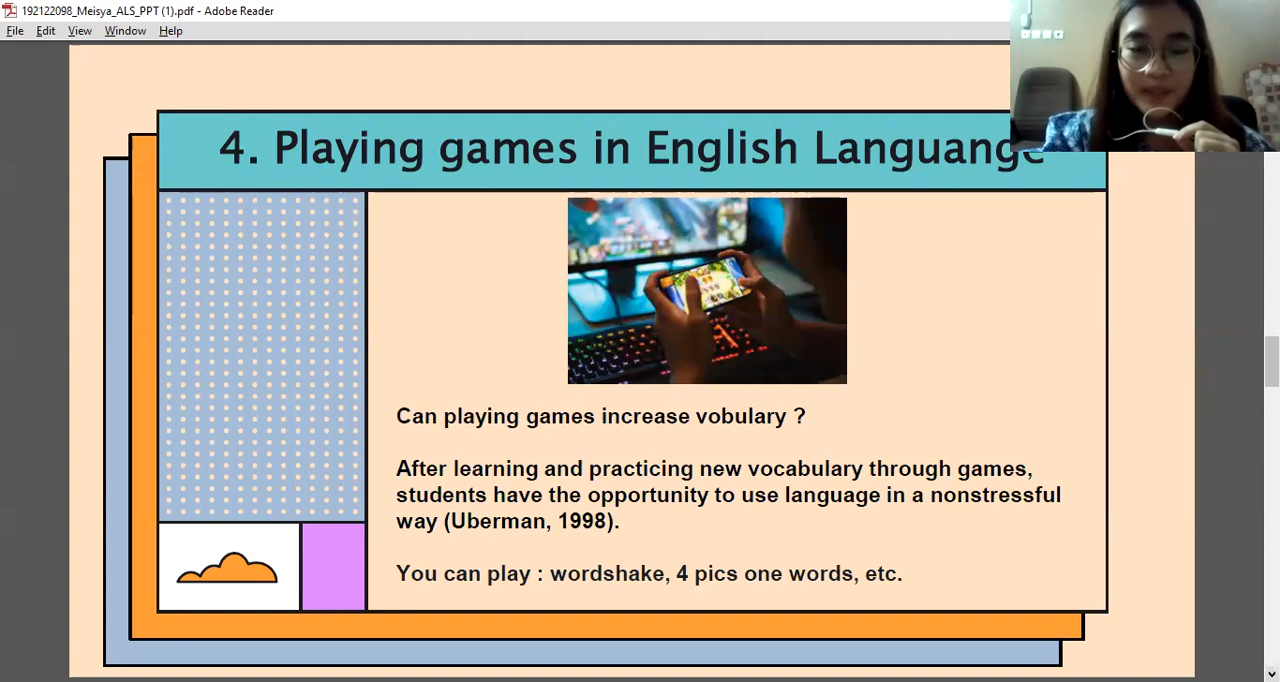 192122098_Meisya_ALS_PPT (1).pdf - Adobe Reader
File Edit View Window Help
4. Playing games in English Languange
Can playing games increase vobulary ?
After learning and practicing new vocabulary through games,
students have the opportunity to use language in a nonstressful
way (Uberman, 1998).
You can play : wordshake, 4 pics one words, etc.